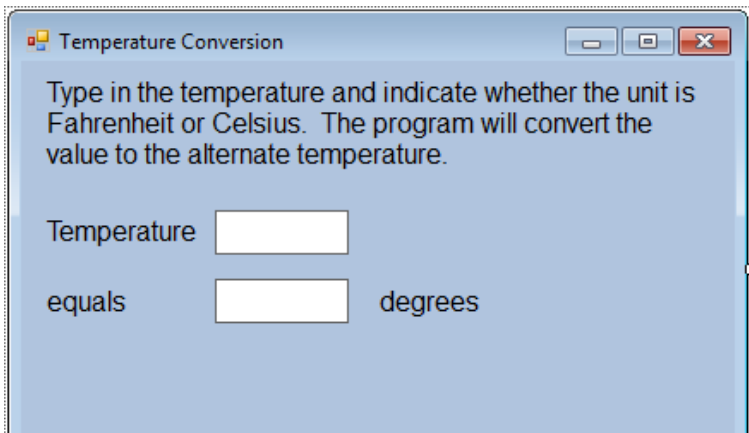 Temperature Conversion
Type in the temperature and indicate whether the unit is
Fahrenheit or Celsius.  The program will convert the
value to the alternate temperature.
Temperature
equals degrees